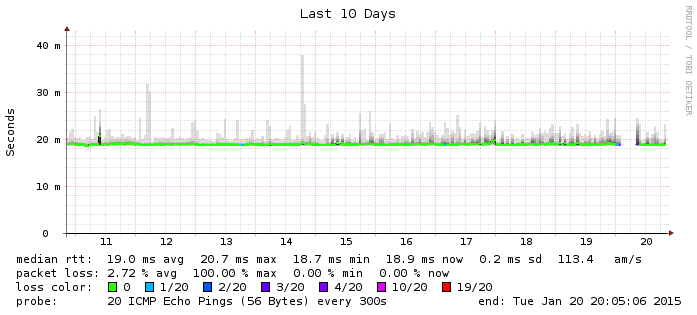 Last 10 Days
RRDTOOL / TOBI OETIKER
Seconds
40 m
30 m
20 m
10 m
0
11 12 13 14 15 16 17 18 19 20
median rtt: 19.0 ms avg 20.7 ms max 18.7 ms min 18.9 ms now 0.2 ms sd 113.4 am/s
packet loss: 2.72 % avg 100.00 % max 0.00 % min 0.00 % now
loss color: 0 1/20 2/20 3/20 4/20 10/20 19/20
probe: 20 ICMP Echo Pings (56 Bytes) every 300s end: Tue Jan 20 20:05:06 2015